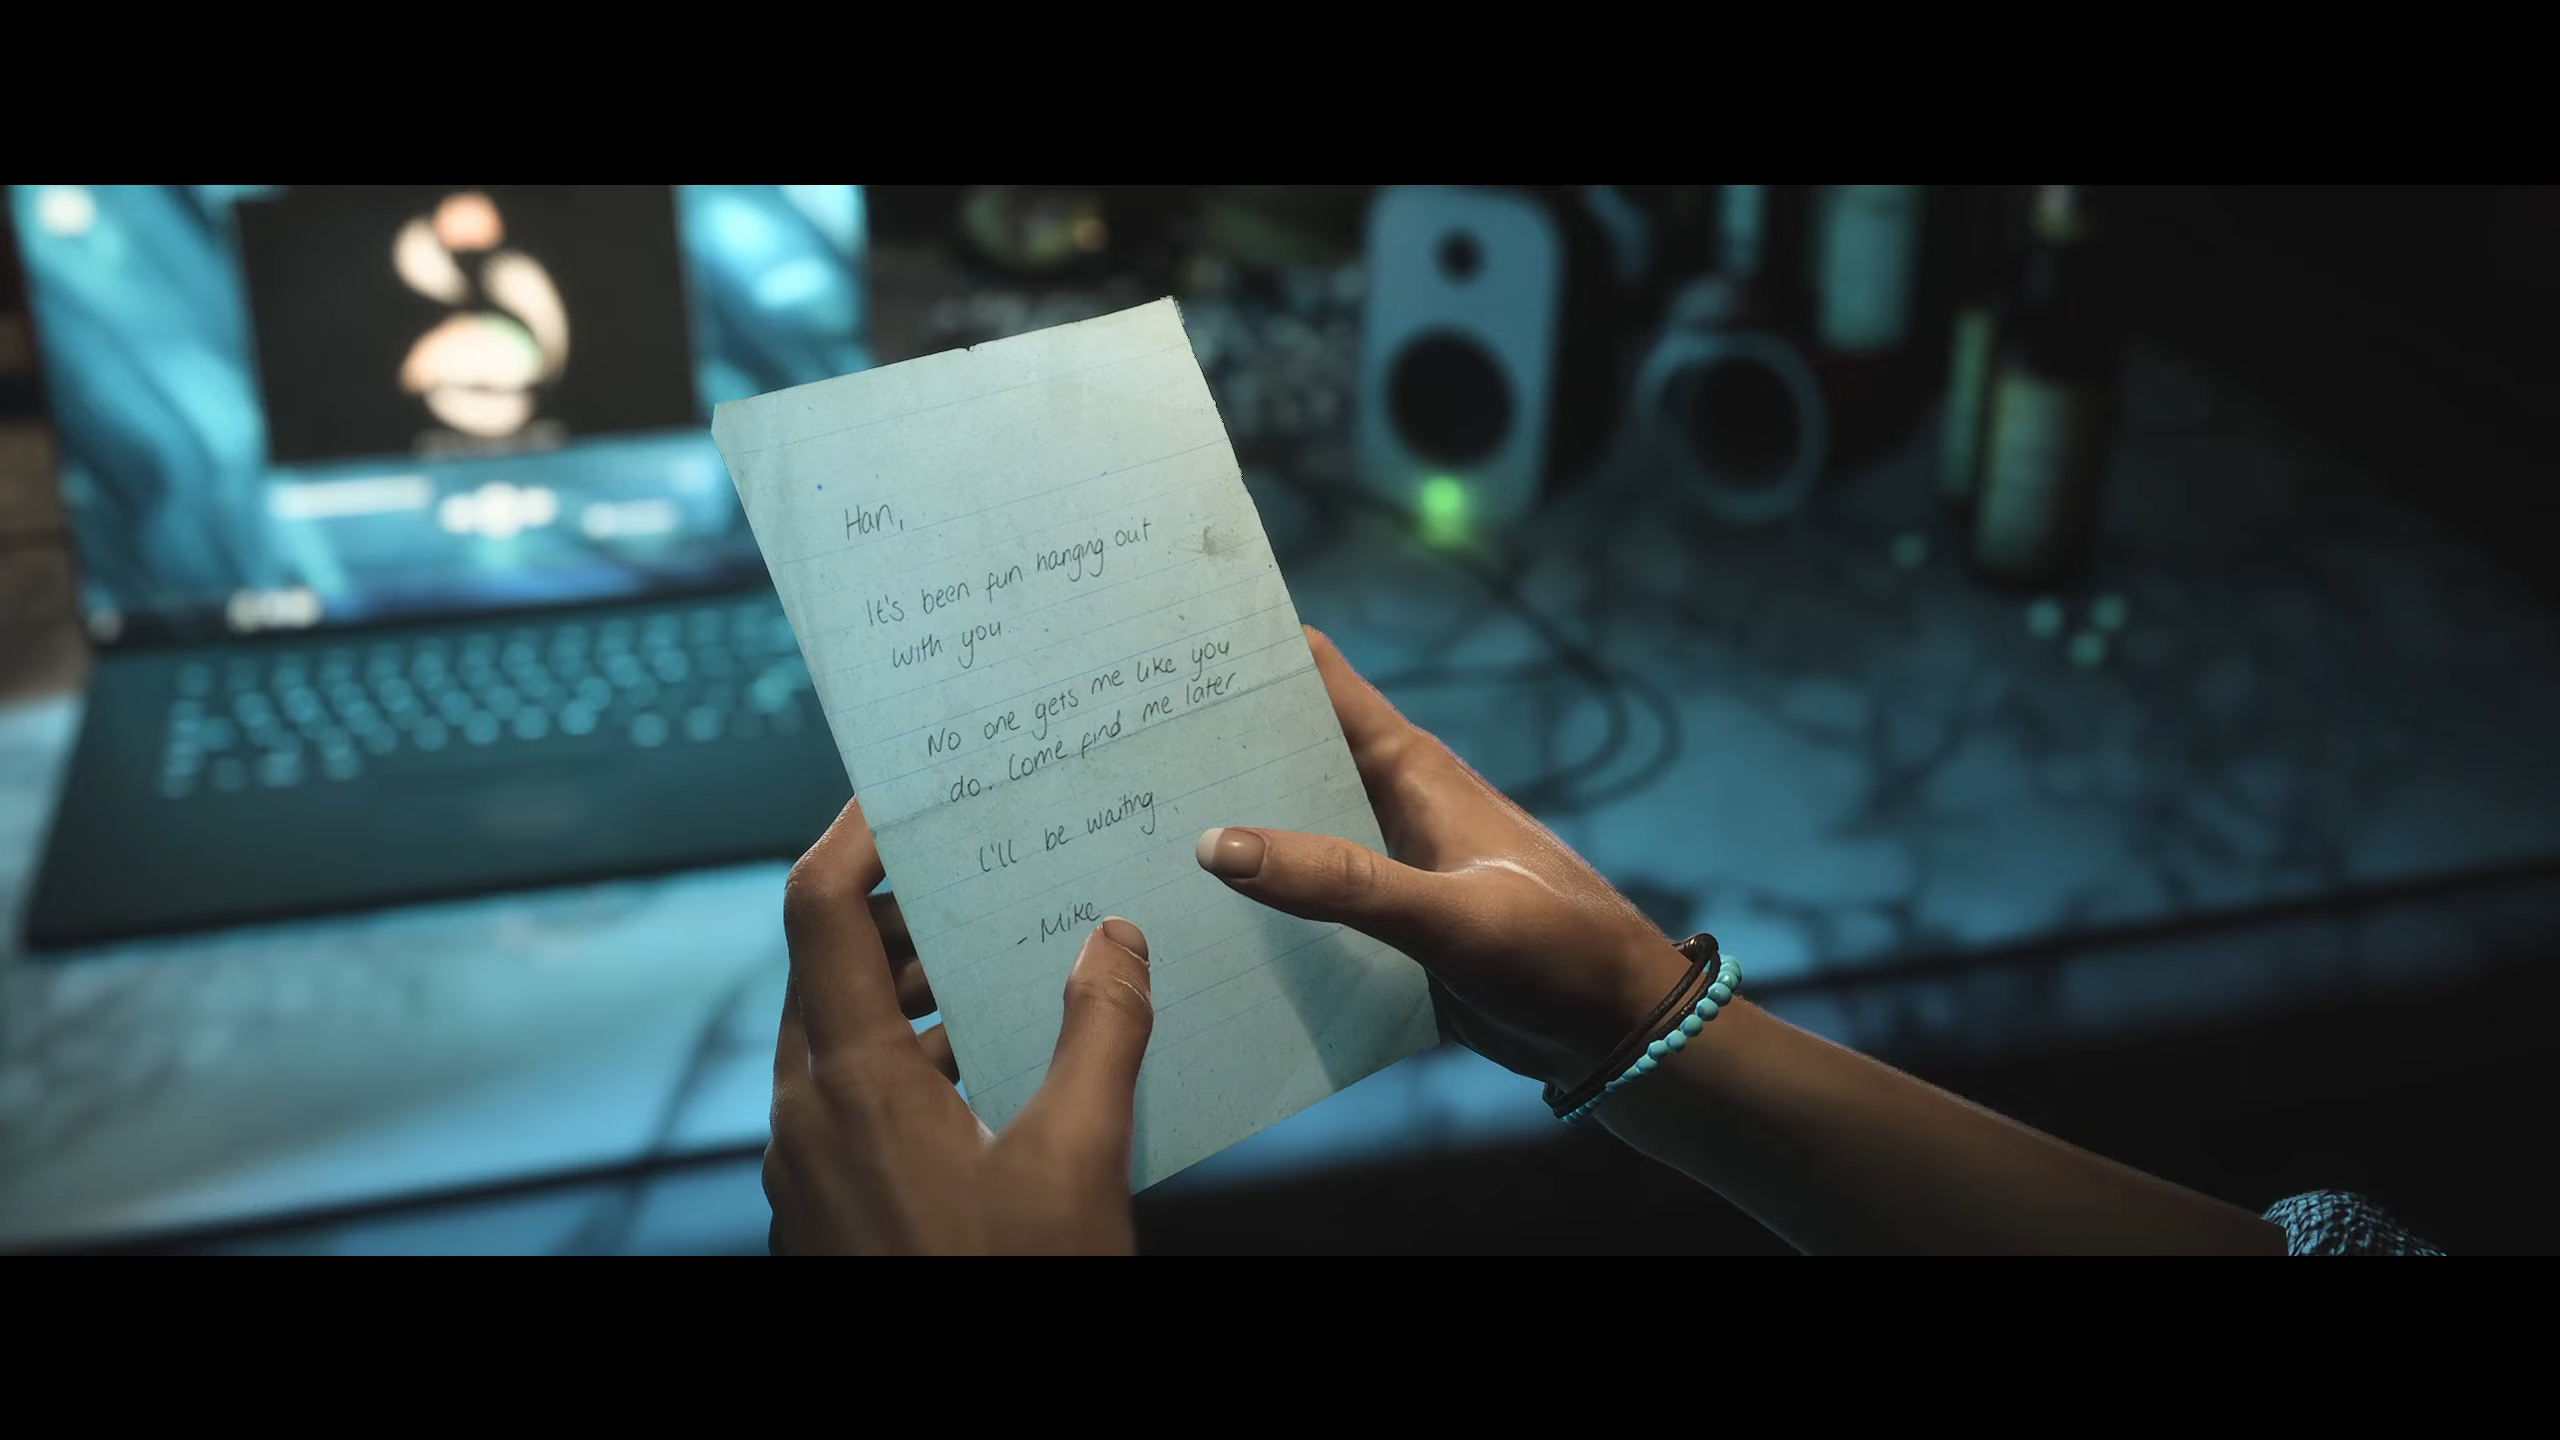 Han,
It's been fun hanging out
with you.
No one gets me like you
do. Come find me later.
I'll be waiting.
- Mike